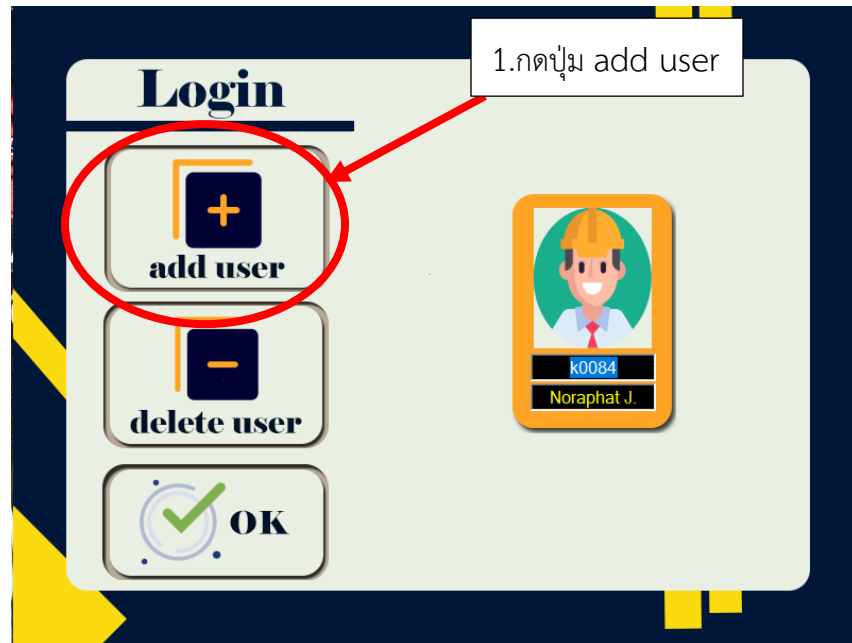 1.กดปุ่ม add user
Login
add user
k0084
Noraphat J.
delete user
OK